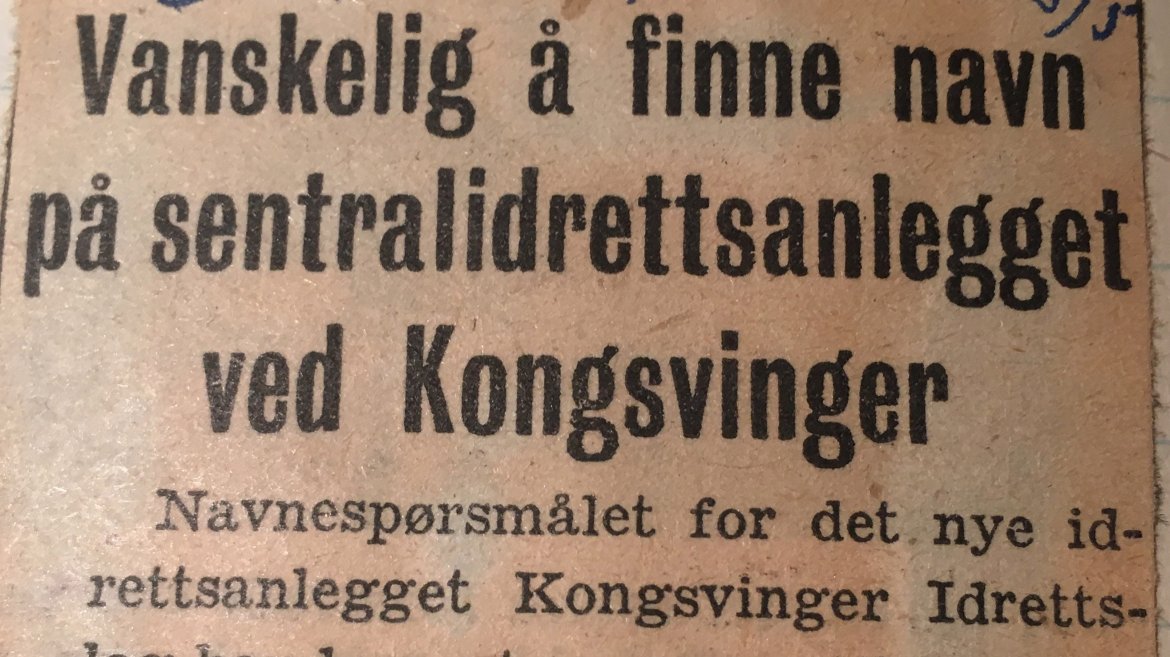 Vanskelig å finne navn
på sentralidrettsanlegget
ved Kongsvinger
Navnespørsmålet for det nye id-
rettsanlegget Kongsvinger Idretts-